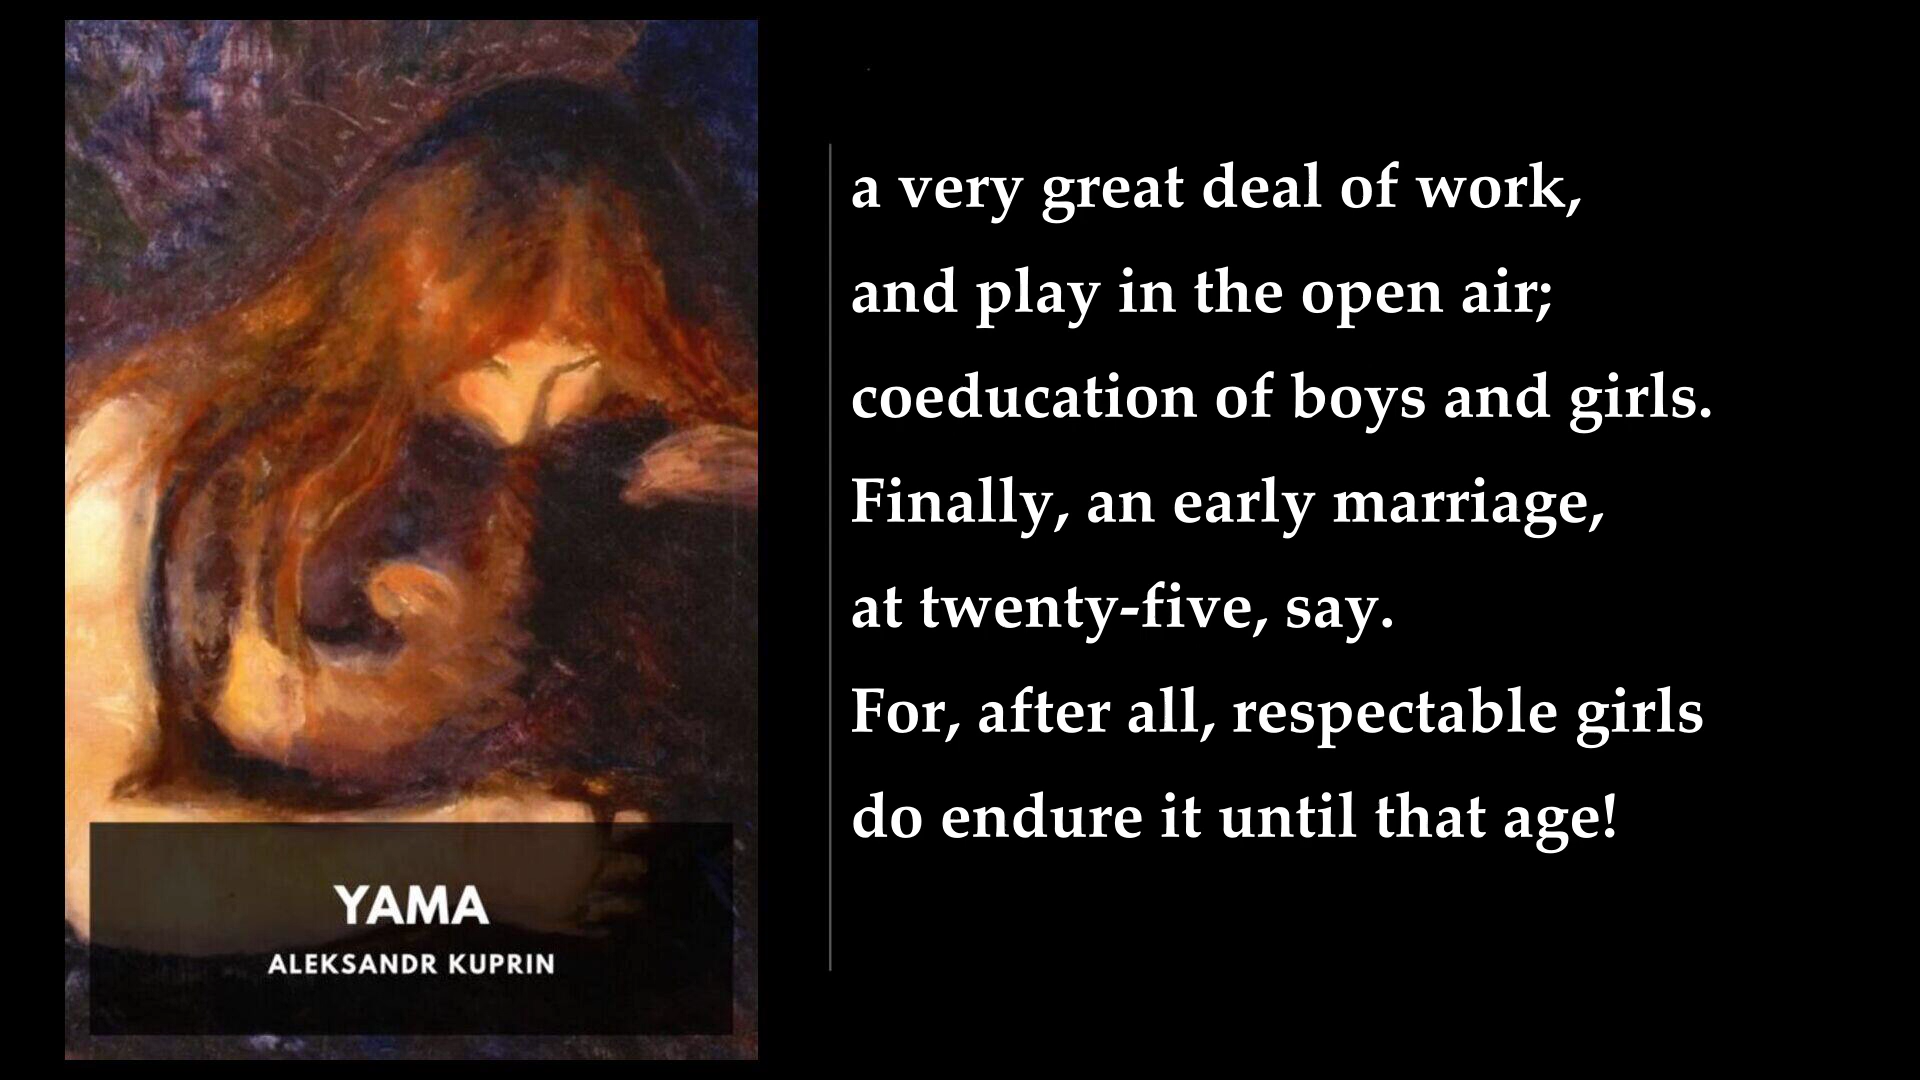 YAMA
ALEKSANDR KUPRIN
a very great deal of work,
and play in the open air;
coeducation of boys and girls.
Finally, an early marriage,
at twenty-five, say.
For, after all, respectable girls
do endure it until that age!